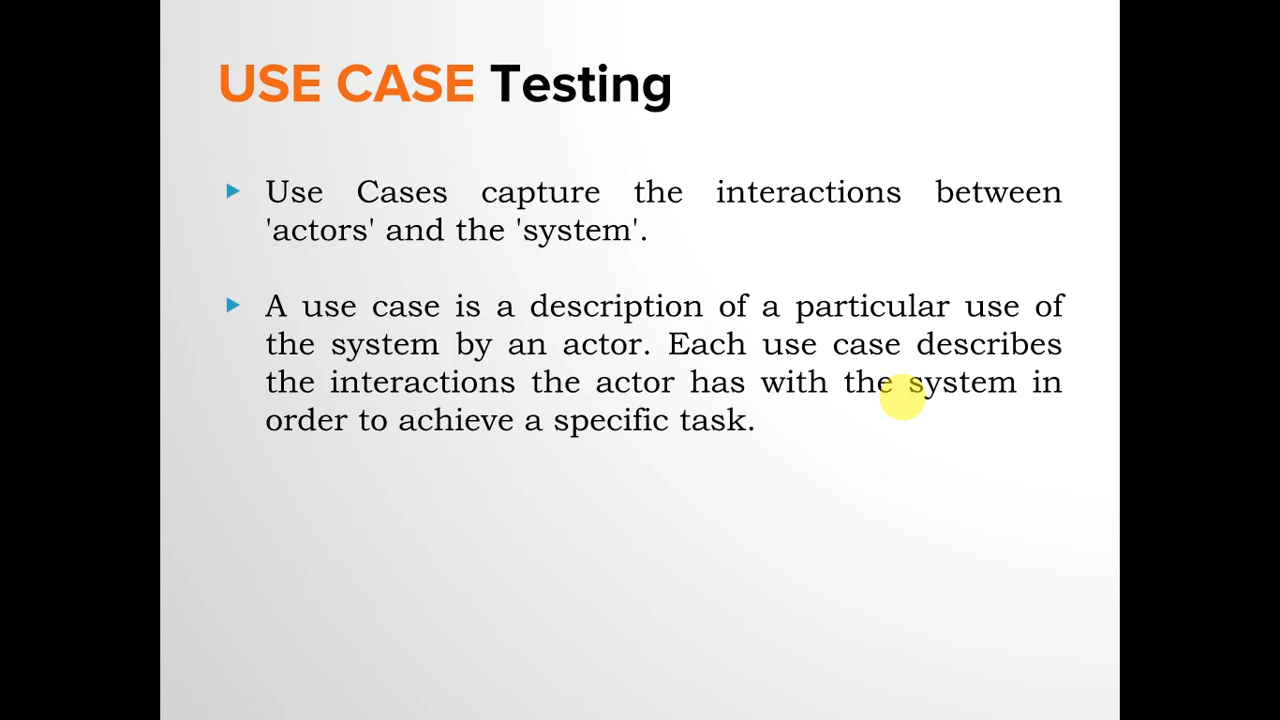 USE CASE Testing
Use Cases capture the interactions between
'actors' and the 'system'.
A use case is a description of a particular use of
the system by an actor. Each use case describes
the interactions the actor has with the system in
order to achieve a specific task.